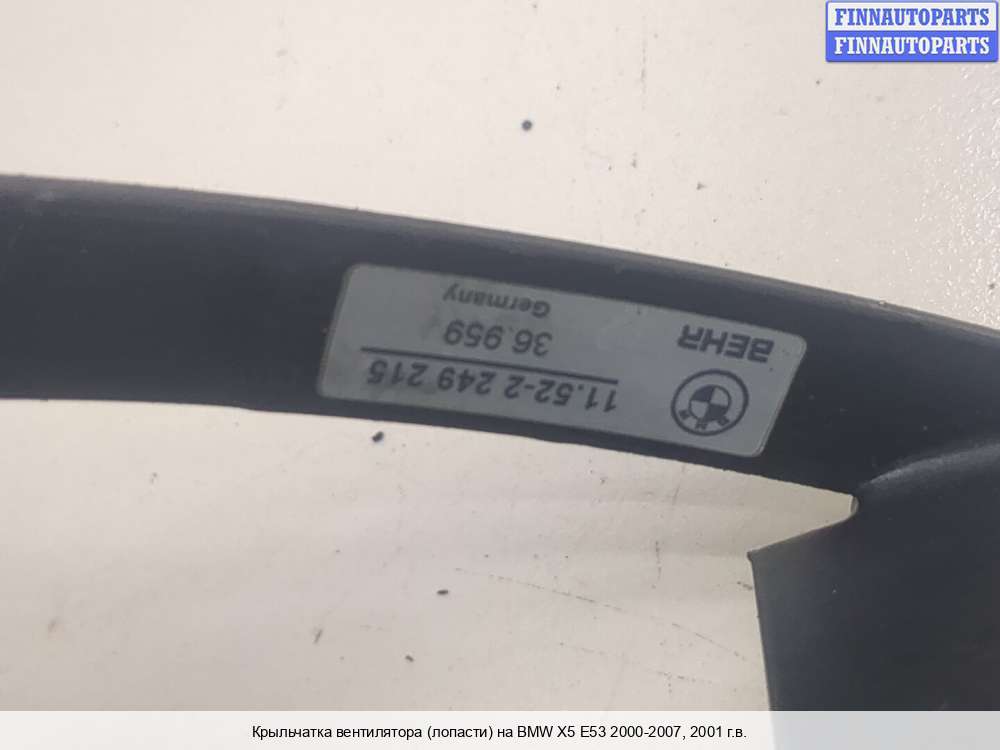 FINNAUTOPARTS
FINNAUTOPARTS
BMW
11.52-2 249 215
BEHR
36.959
Germany
Крыльчатка вентилятора (лопасти) на BMW X5 E53 2000-2007, 2001 г.в.